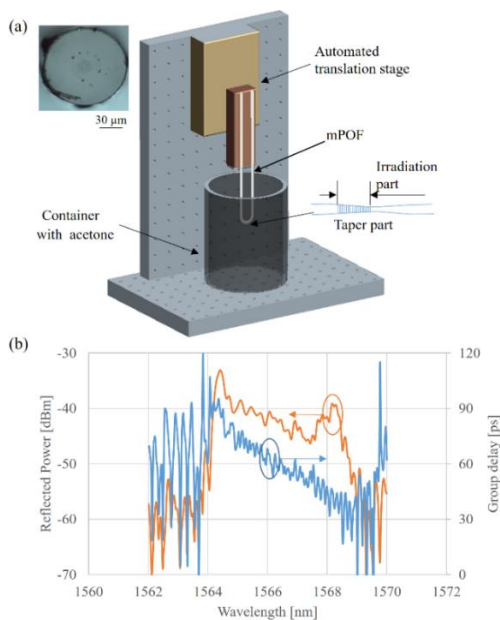 (a)
30 µm
Automated
translation stage
mPOF
Irradiation
part
Container
with acetone
Taper part
(b)
-30
-40
-50
-60
-70
Reflected Power [dBm]
120
90
60
30
0
Group delay [ps]
1560
1562
1564
1566
1568
1570
1572
Wavelength [nm]